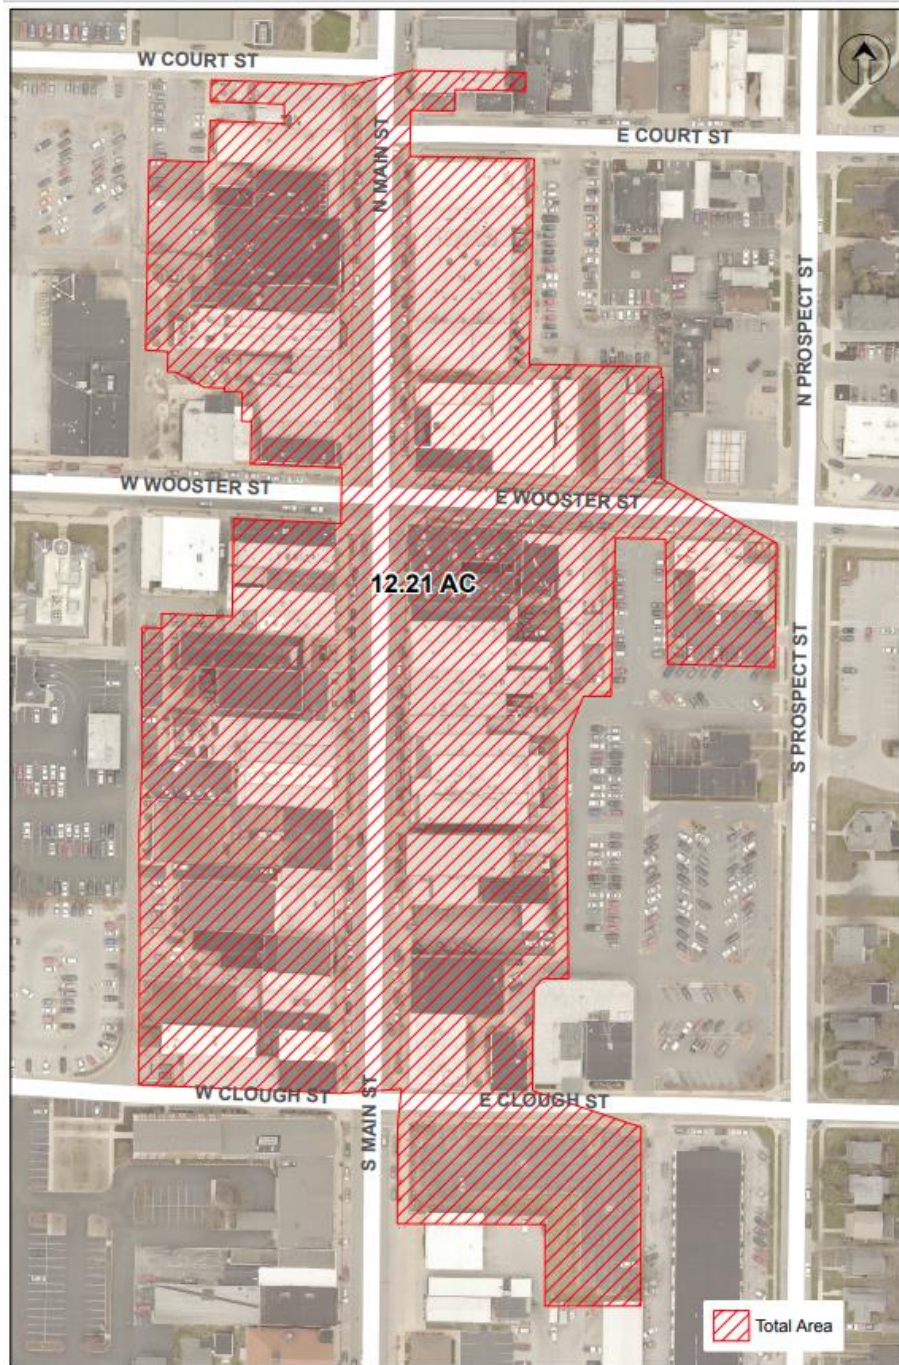 W COURT ST
N MAIN ST
E COURT ST
N PROSPECT ST
W WOOSTER ST
E WOOSTER ST
12.21 AC
S PROSPECT ST
W CLOUGH ST
E CLOUGH ST
S MAIN ST
Total Area